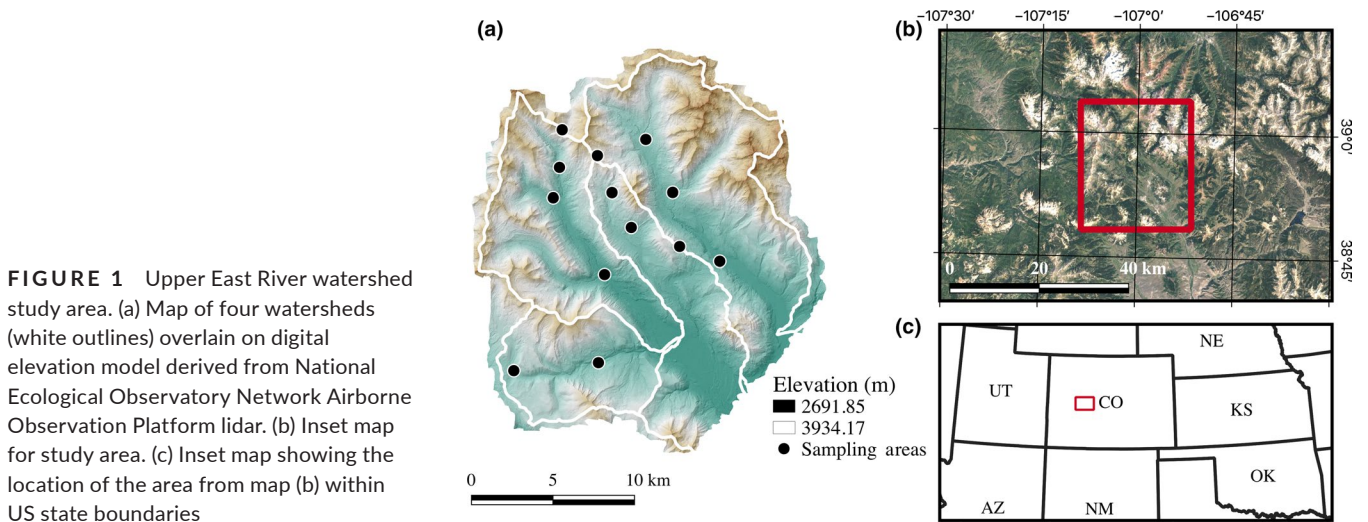 FIGURE 1 Upper East River watershed
study area. (a) Map of four watersheds
(white outlines) overlain on digital
elevation model derived from National
Ecological Observatory Network Airborne
Observation Platform lidar. (b) Inset map
for study area. (c) Inset map showing the
location of the area from map (b) within
US state boundaries
(a)
Elevation (m)
2691.85
3934.17
Sampling areas
0 5 10 km
(b)
−107°30′ −107°15′ −107°0′ −106°45′
39°0′
38°45′
0 20 40 km
(c)
NE
UT
CO
KS
OK
AZ
NM